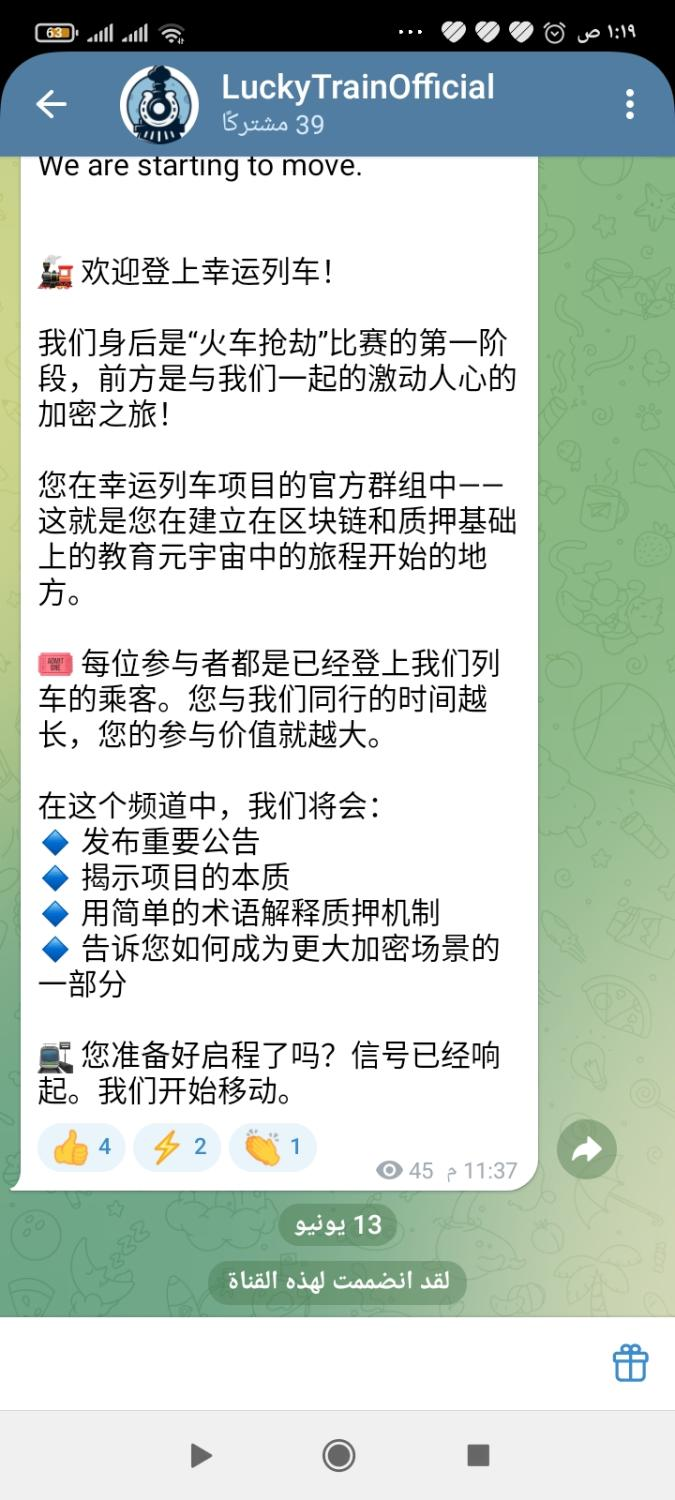 63
١:١٩ ص
LuckyTrainOfficial
39 مشتركًا
We are starting to move.
欢迎登上幸运列车！
我们身后是“火车抢劫”比赛的第一阶
段，前方是与我们一起的激动人心的
加密之旅！
您在幸运列车项目的官方群组中——
这就是您在建立在区块链和质押基础
上的教育元宇宙中的旅程开始的地
方。
每位参与者都是已经登上我们列
车的乘客。您与我们同行的时间越
长，您的参与价值就越大。
在这个频道中，我们将会：
发布重要公告
揭示项目的本质
用简单的术语解释质押机制
告诉您如何成为更大加密场景的
一部分
您准备好启程了吗？信号已经响
起。我们开始移动。
4
2
1
45
11:37 م
13 يونيو
لقد انضممت لهذه القناة